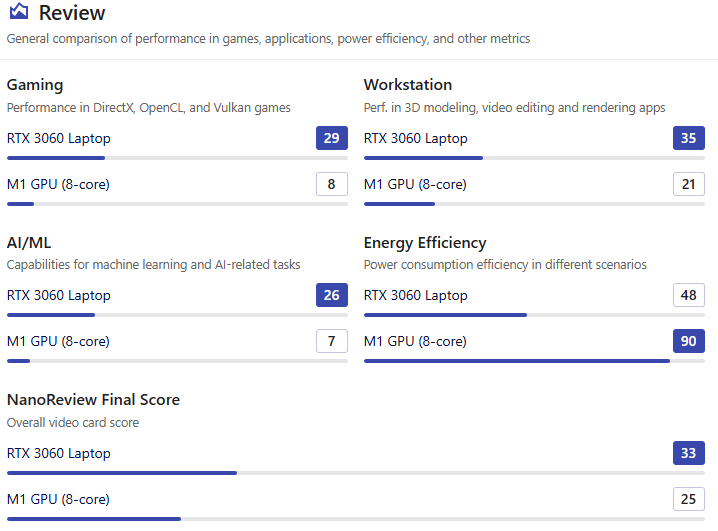 Review
General comparison of performance in games, applications, power efficiency, and other metrics
Gaming
Performance in DirectX, OpenCL, and Vulkan games
RTX 3060 Laptop
29
M1 GPU (8-core)
8
Workstation
Perf. in 3D modeling, video editing and rendering apps
RTX 3060 Laptop
35
M1 GPU (8-core)
21
AI/ML
Capabilities for machine learning and AI-related tasks
RTX 3060 Laptop
26
M1 GPU (8-core)
7
Energy Efficiency
Power consumption efficiency in different scenarios
RTX 3060 Laptop
48
M1 GPU (8-core)
90
NanoReview Final Score
Overall video card score
RTX 3060 Laptop
33
M1 GPU (8-core)
25